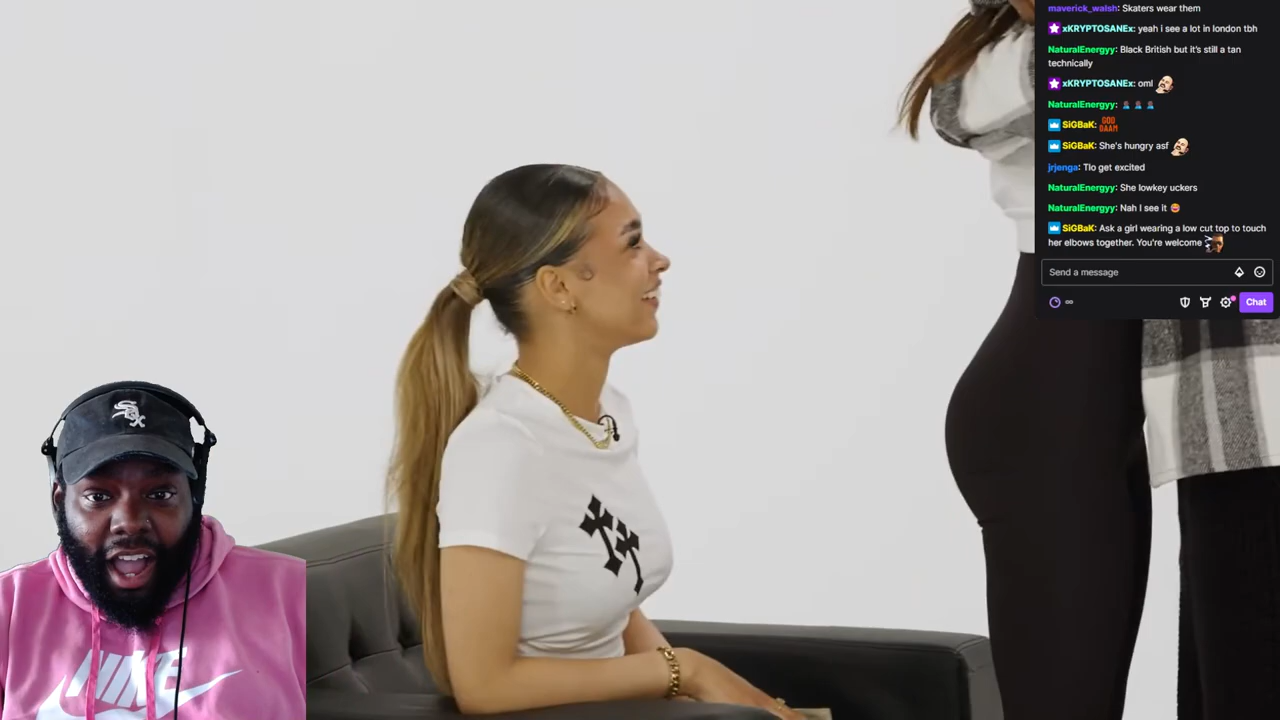 maverick_walsh: Skaters wear them
xKRYPTOSANEx: yeah i see a lot in london tbh
NaturalEnergyy: Black British but it's still a tan
technically
xKRYPTOSANEx: oml
NaturalEnergyy:
SiGBaK: OOO DAAM
SiGBaK: She's hungry asf
jrjenga: Tlo get excited
NaturalEnergyy: She lowkey uckers
NaturalEnergyy: Nah I see it
SiGBaK: Ask a girl wearing a low cut top to touch
her elbows together. You're welcome
Send a message
Chat
SOX
NIKE